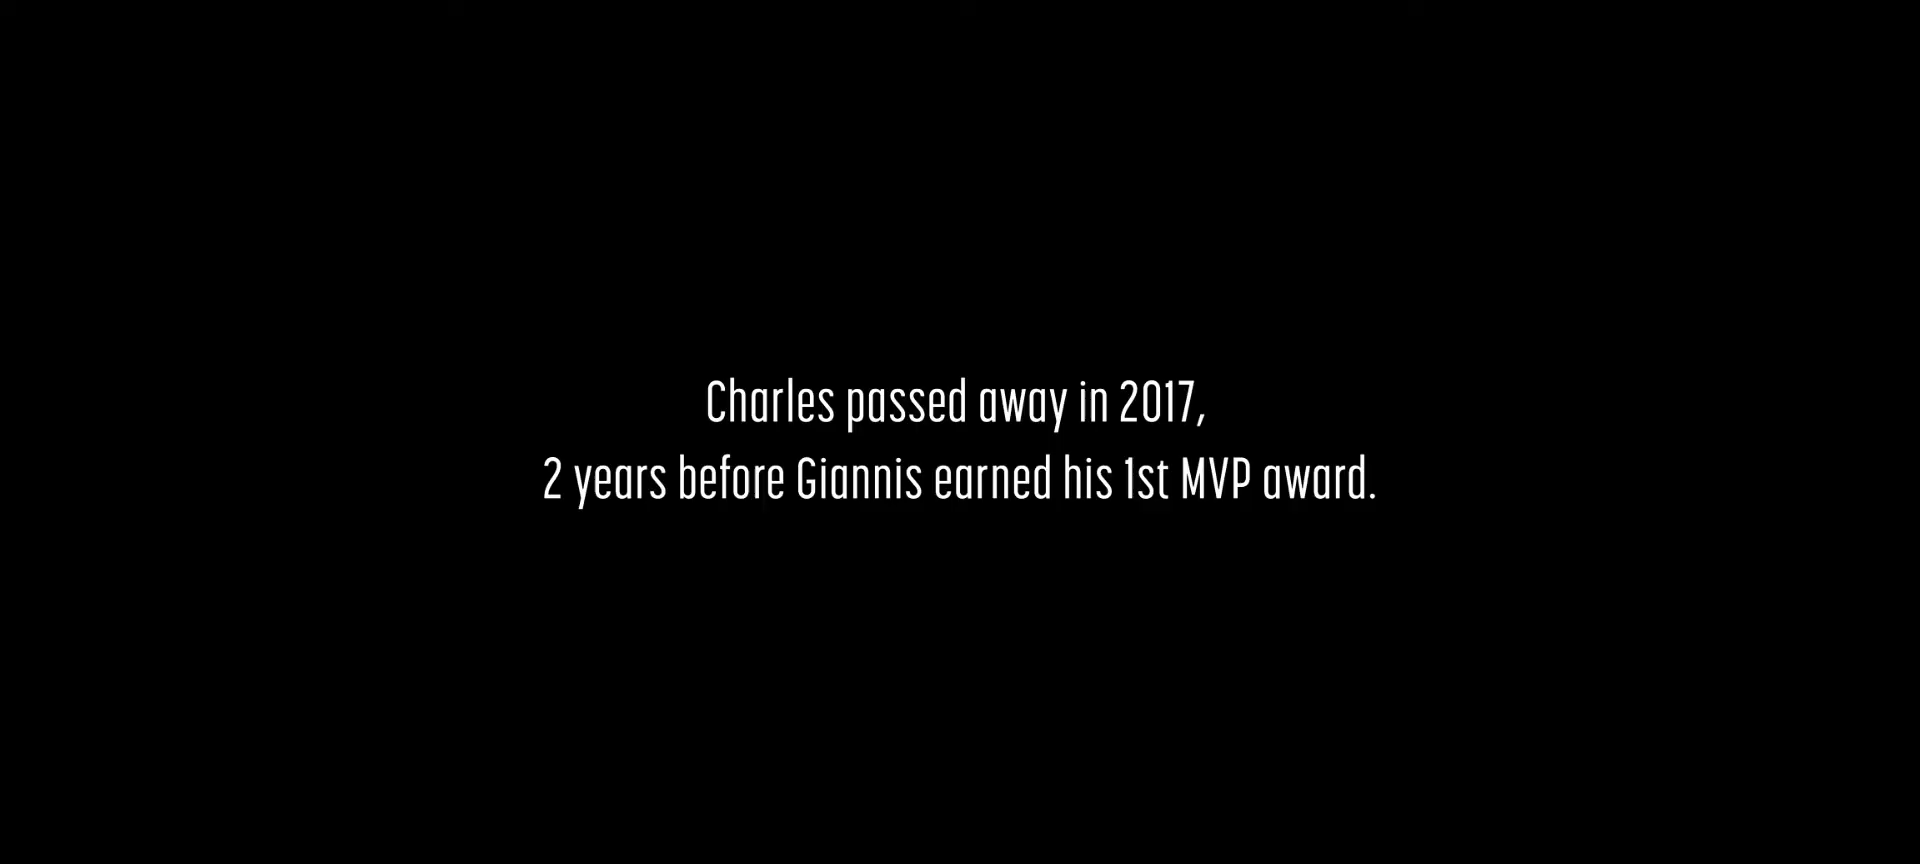 Charles passed away in 2017,
2 years before Giannis earned his 1st MVP award.